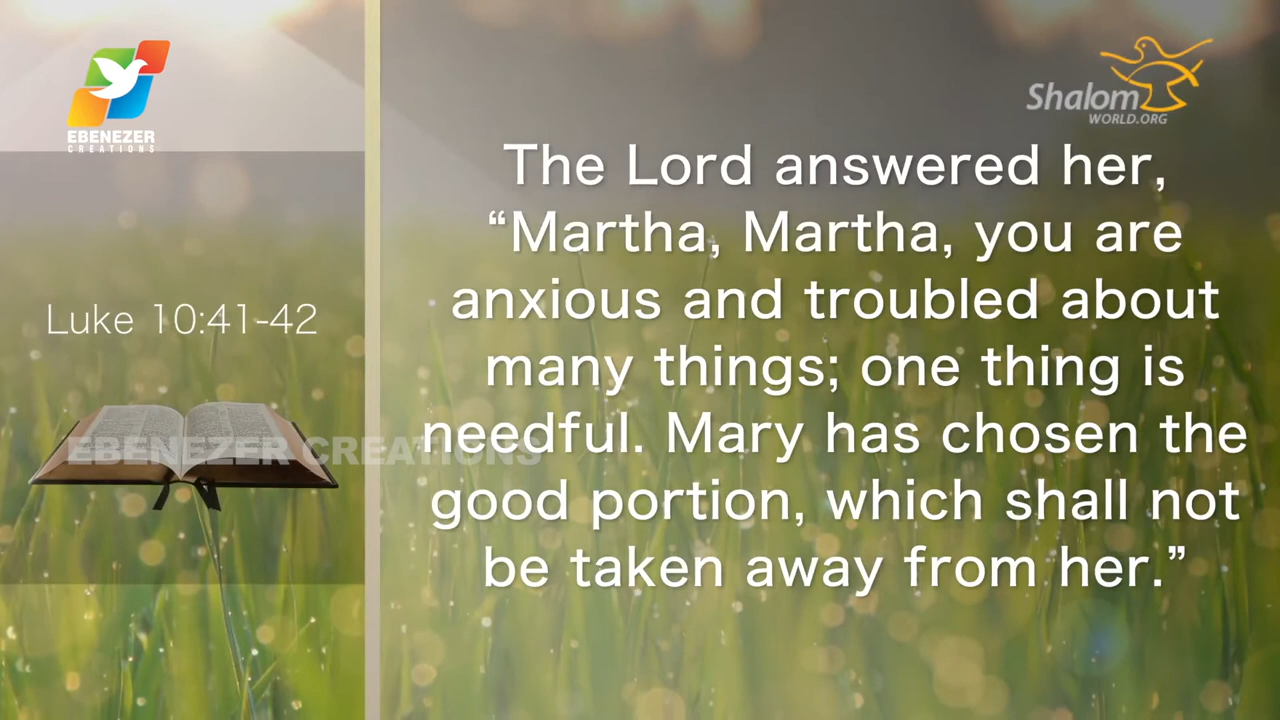 EBENEZER
CREATIONS
Shalom
WORLD.ORG
Luke 10:41-42
EBENEZER CREATIONS
The Lord answered her,
“Martha, Martha, you are
anxious and troubled about
many things; one thing is
needful. Mary has chosen the
good portion, which shall not
be taken away from her.”